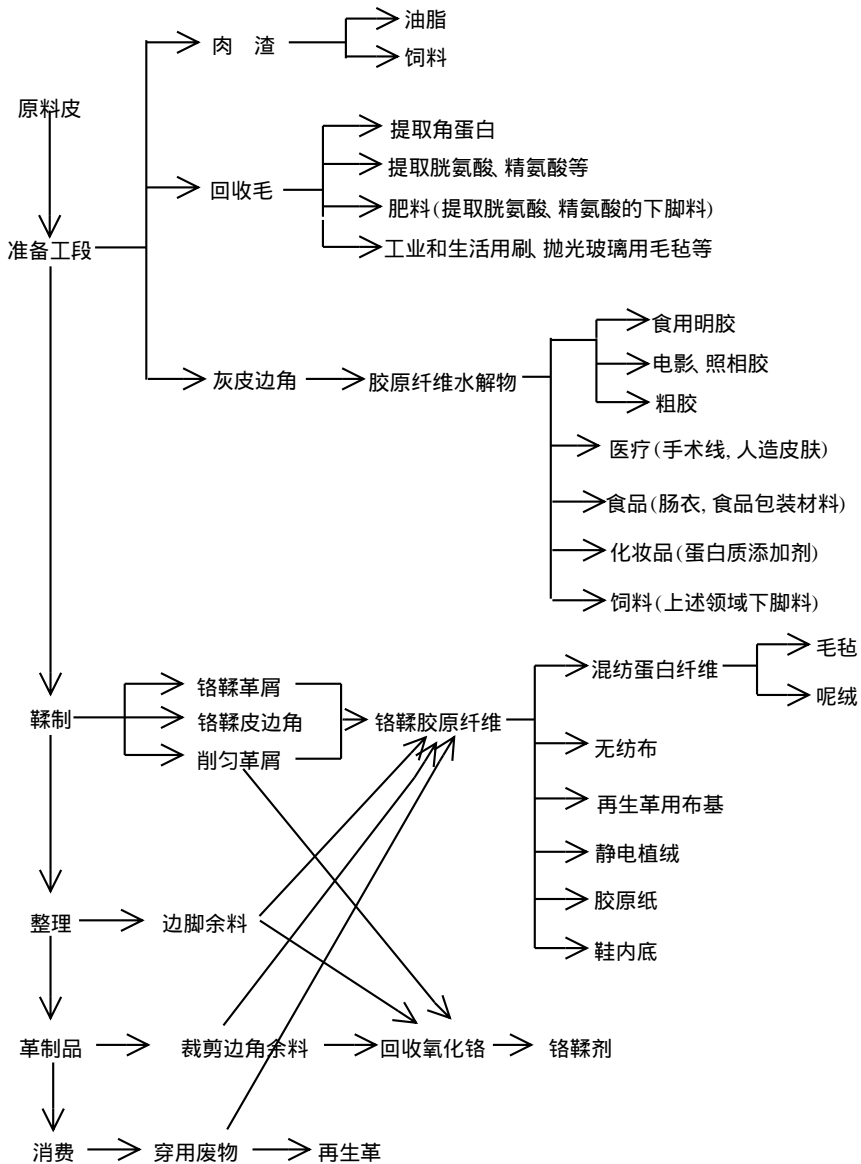 油脂
肉 渣
饲料
原料皮
提取角蛋白
提取胱氨酸、精氨酸等
回收毛
肥料(提取胱氨酸、精氨酸的下脚料)
准备工段
工业和生活用刷、抛光玻璃用毛毡等
食用明胶
电影、照相胶
灰皮边角
胶原纤维水解物
粗胶
医疗(手术线,人造皮肤)
食品(肠衣,食品包装材料)
化妆品(蛋白质添加剂)
饲料(上述领域下脚料)
毛毡
混纺蛋白纤维
呢绒
铬鞣革屑
鞣制
铬鞣皮边角
铬鞣胶原纤维
削匀革屑
无纺布
再生革用布基
静电植绒
胶原纸
整理
边脚余料
鞋内底
革制品
裁剪边角余料
回收氧化铬
铬鞣剂
消费
穿用废物
再生革